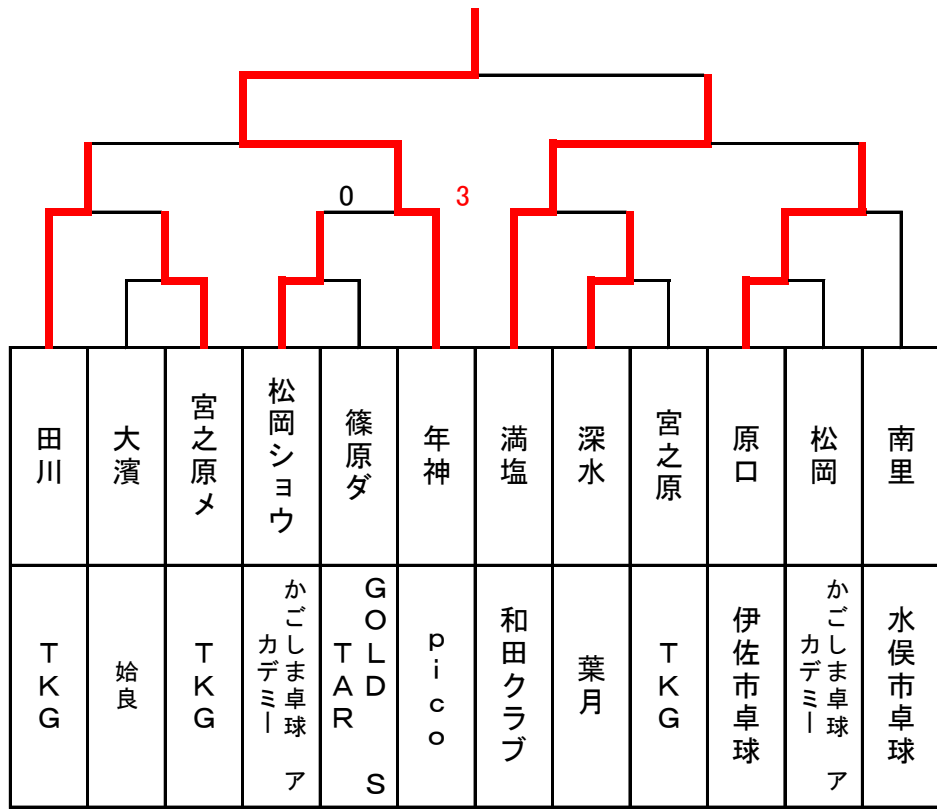 0 3
田川
大濱
宮之原メ
松岡ショウ
篠原ダ
年神
満塩
深水
宮之原
原口
松岡
南里
TKG
姶良
TKG
かごしま卓球 ア
カデミー
GOLD S
TAR
pico
和田クラブ
葉月
TKG
伊佐市卓球
かごしま卓球 ア
カデミー
水俣市卓球